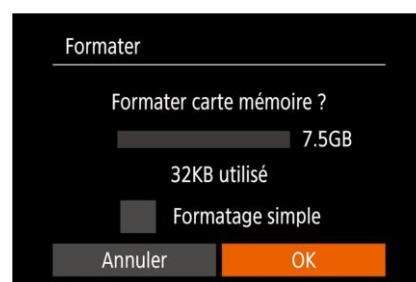 Formater
Formater carte mémoire ?
7.5GB
32KB utilisé
Formatage simple
Annuler OK